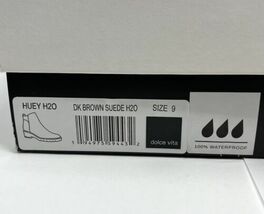 HUEY H2O DK BROWN SUEDE H2O SIZE 9
dolce vita
100% WATERPROOF